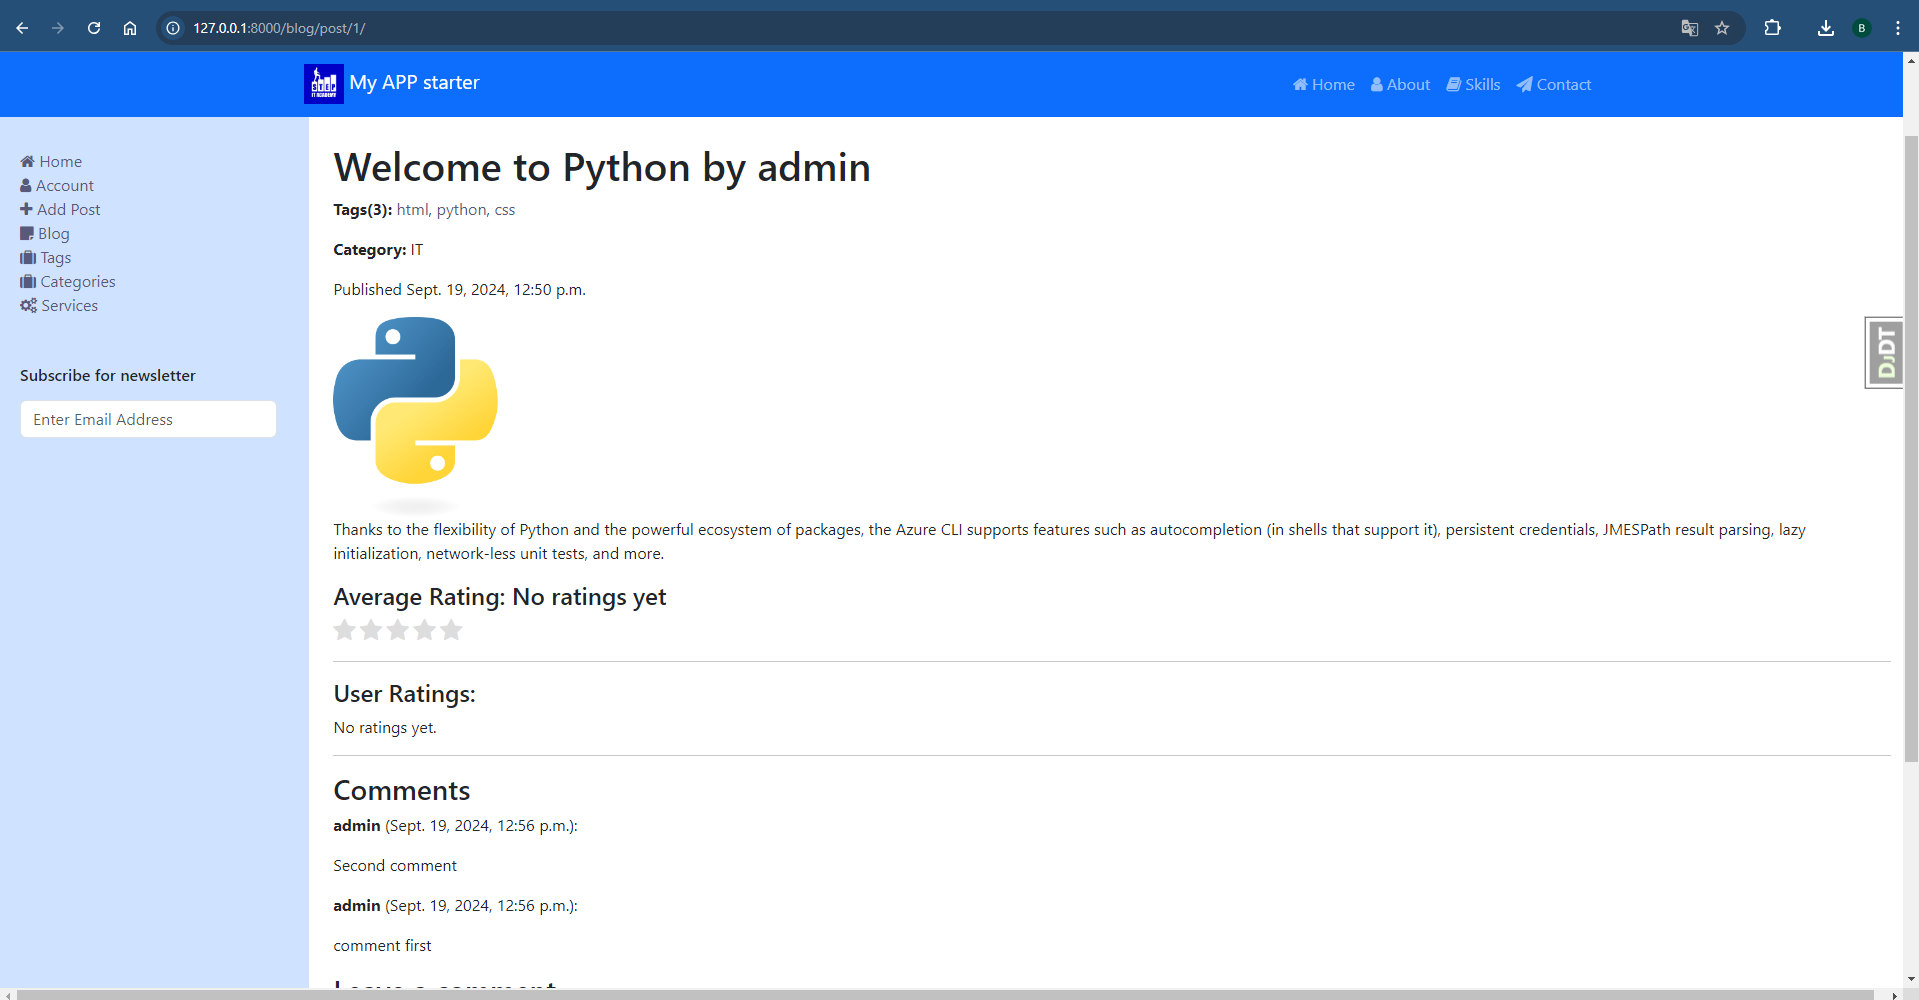 127.0.0.1:8000/blog/post/1/
B
STEP
IT ACADEMY
My APP starter
Home
About
Skills
Contact
Home
Account
Add Post
Blog
Tags
Categories
Services
Subscribe for newsletter
Enter Email Address
Welcome to Python by admin
Tags(3): html, python, css
Category: IT
Published Sept. 19, 2024, 12:50 p.m.
DJDT
Thanks to the flexibility of Python and the powerful ecosystem of packages, the Azure CLI supports features such as autocompletion (in shells that support it), persistent credentials, JMESPath result parsing, lazy
initialization, network-less unit tests, and more.
Average Rating: No ratings yet
User Ratings:
No ratings yet.
Comments
admin (Sept. 19, 2024, 12:56 p.m.):
Second comment
admin (Sept. 19, 2024, 12:56 p.m.):
comment first
Leave a comment